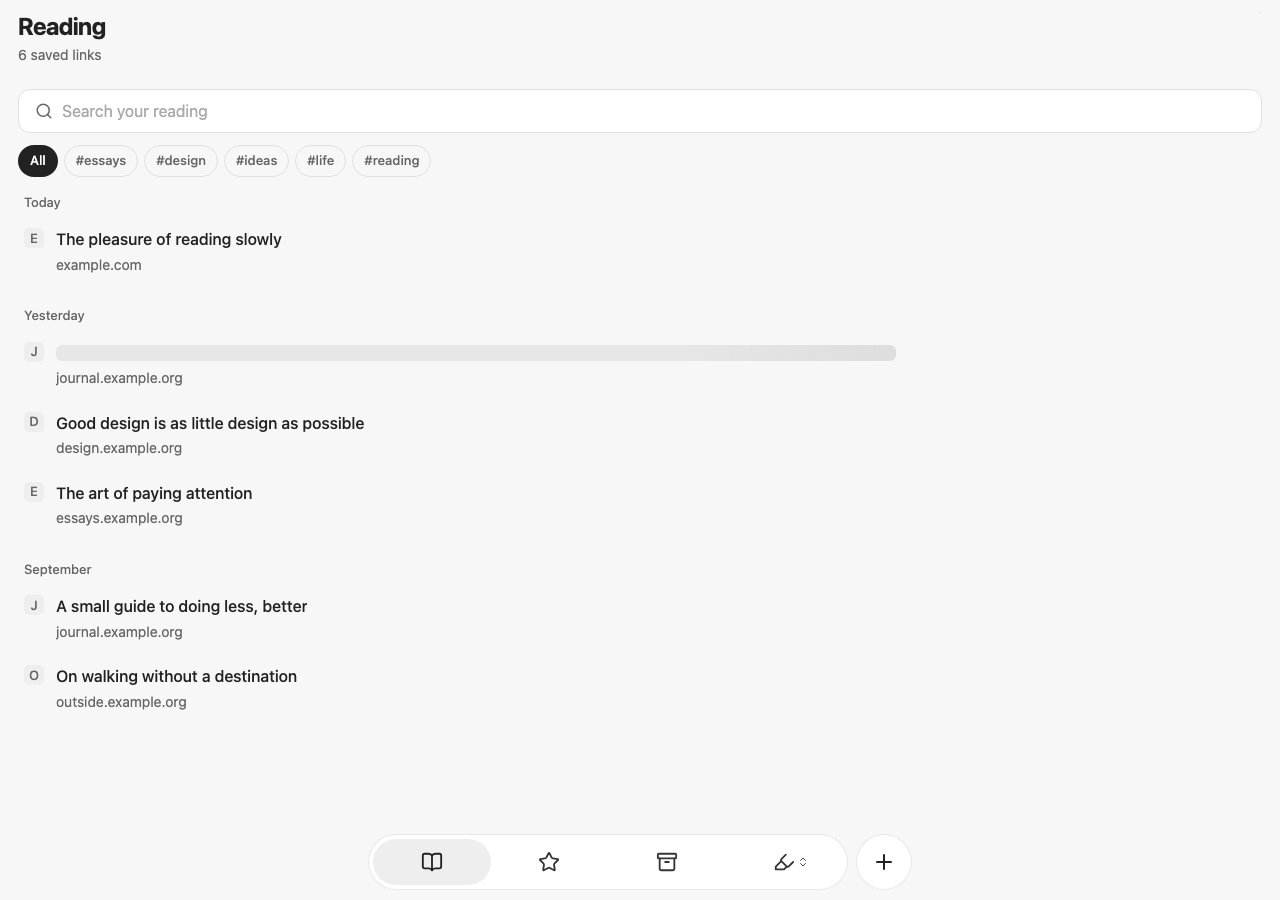 Reading
6 saved links
Search your reading
All #essays #design #ideas #life #reading
Today
E The pleasure of reading slowly
example.com
Yesterday
J
journal.example.org
D Good design is as little design as possible
design.example.org
E The art of paying attention
essays.example.org
September
J A small guide to doing less, better
journal.example.org
O On walking without a destination
outside.example.org